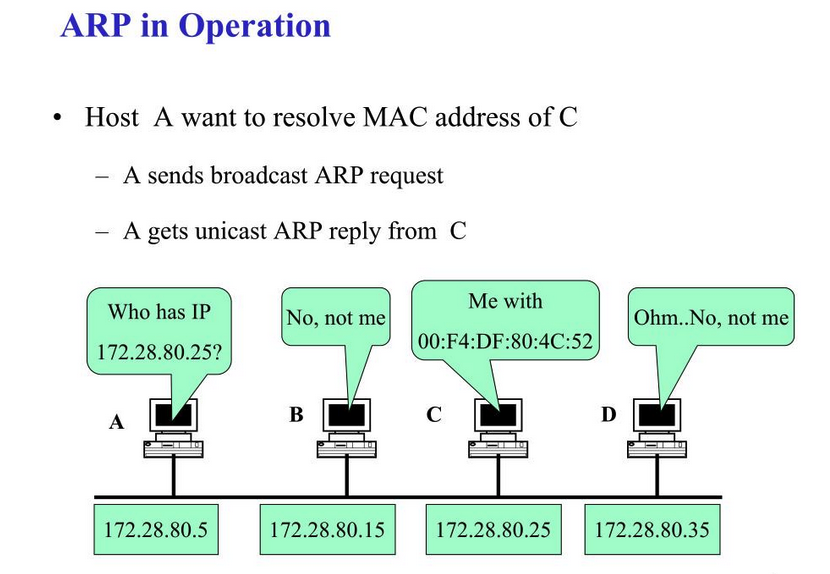 ARP in Operation
• Host A want to resolve MAC address of C
– A sends broadcast ARP request
– A gets unicast ARP reply from C
Who has IP
172.28.80.25?
No, not me
Me with
00:F4:DF:80:4C:52
Ohm..No, not me
A
B
C
D
172.28.80.5
172.28.80.15
172.28.80.25
172.28.80.35